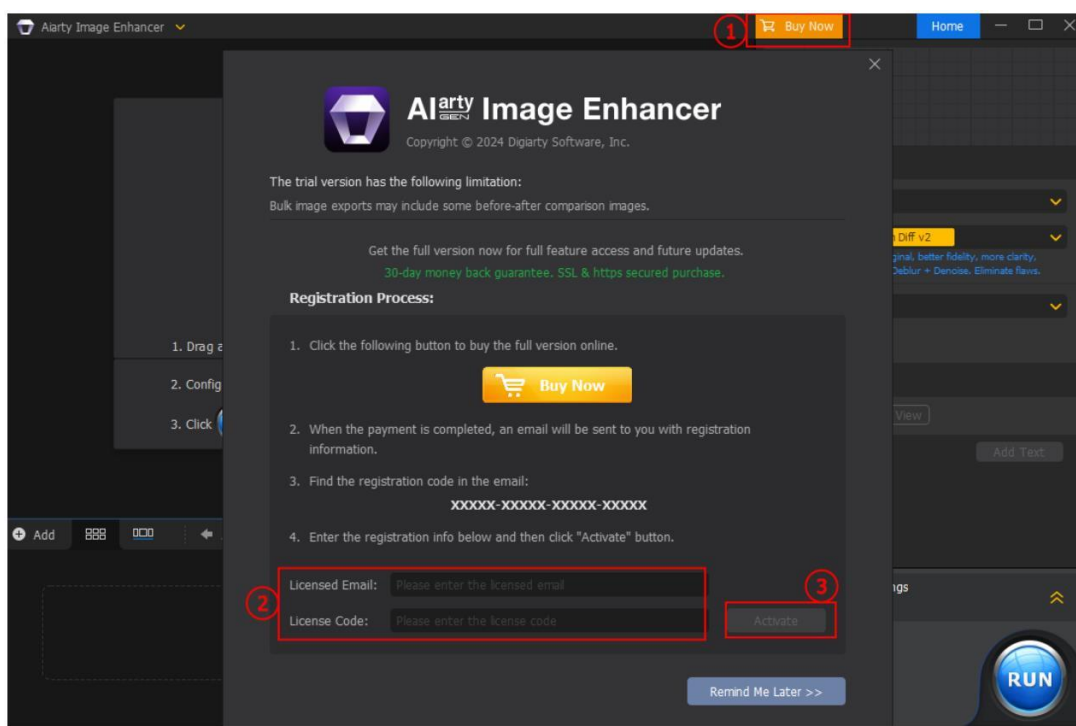 Aiarty Image Enhancer
1
Buy Now
Home
AIarty GEN Image Enhancer
Copyright © 2024 Digiarty Software, Inc.
The trial version has the following limitation:
Bulk image exports may include some before-after comparison images.
Get the full version now for full feature access and future updates.
30-day money back guarantee. SSL & https secured purchase.
Registration Process:
1. Click the following button to buy the full version online.
Buy Now
2. When the payment is completed, an email will be sent to you with registration
information.
3. Find the registration code in the email:
XXXXX-XXXXX-XXXXX-XXXXX
4. Enter the registration info below and then click "Activate" button.
2
Licensed Email:
Please enter the licensed email
License Code:
Please enter the license code
3
Activate
Remind Me Later >>
1. Drag a
2. Config
3. Click
Add
Diff v2
ginal, better fidelity, more clarity,
Deblur + Denoise. Eliminate flaws.
View
Add Text
ngs
RUN